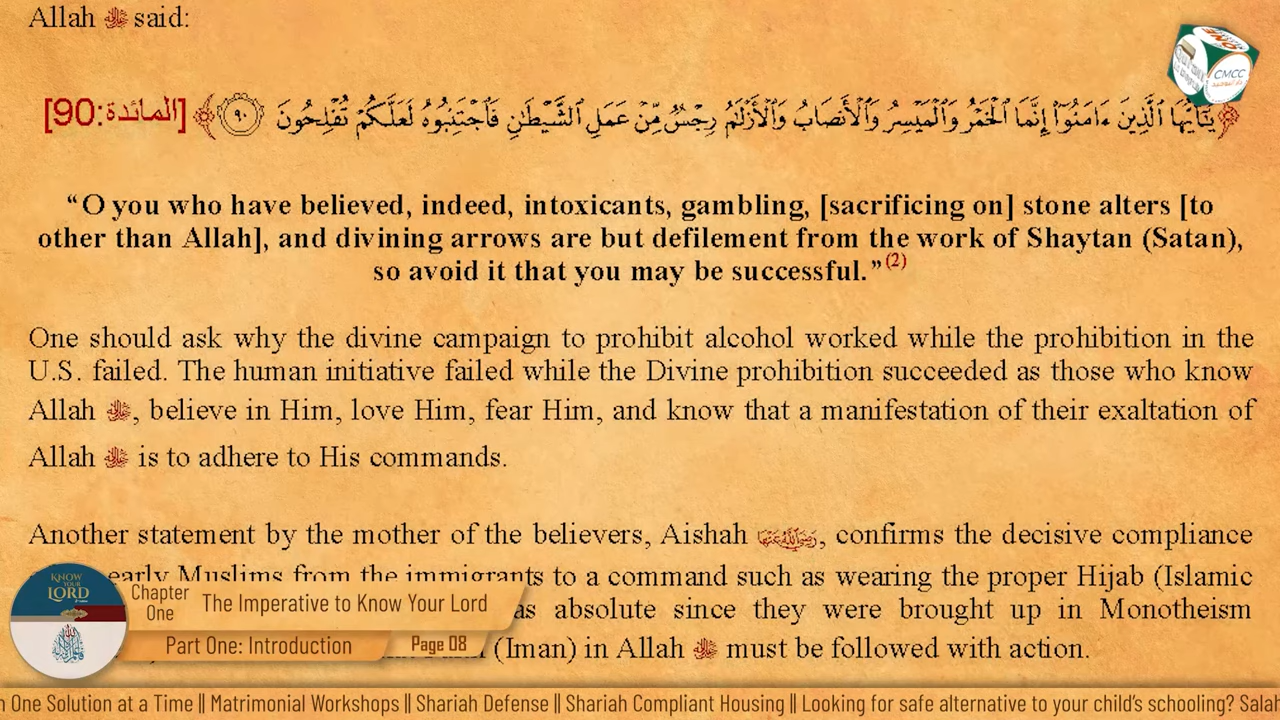 Allah ﷻ said:
﴿يَٰٓأَيُّهَا ٱلَّذِينَ ءَامَنُوٓاْ إِنَّمَا ٱلۡخَمۡرُ وَٱلۡمَيۡسِرُ وَٱلۡأَنصَابُ وَٱلۡأَزۡلَٰمُ رِجۡسٞ مِّنۡ عَمَلِ ٱلشَّيۡطَٰنِ فَٱجۡتَنِبُوهُ لَعَلَّكُمۡ تُفۡلِحُونَ ٩٠﴾ [المائدة:90]
“O you who have believed, indeed, intoxicants, gambling, [sacrificing on] stone alters [to
other than Allah], and divining arrows are but defilement from the work of Shaytan (Satan),
so avoid it that you may be successful.”(2)
One should ask why the divine campaign to prohibit alcohol worked while the prohibition in the
U.S. failed. The human initiative failed while the Divine prohibition succeeded as those who know
Allah ﷻ, believe in Him, love Him, fear Him, and know that a manifestation of their exaltation of
Allah ﷻ is to adhere to His commands.
Another statement by the mother of the believers, Aishah رَضِيَ اللَّهُ عَنْهَا, confirms the decisive compliance
early Muslims from the immigrants to a command such as wearing the proper Hijab (Islamic
as absolute since they were brought up in Monotheism
(Iman) in Allah ﷻ must be followed with action.
CMCC
KNOW
YOUR
LORD
Chapter
One
The Imperative to Know Your Lord
Part One: Introduction
Page 08
One Solution at a Time || Matrimonial Workshops || Shariah Defense || Shariah Compliant Housing || Looking for safe alternative to your child's schooling?